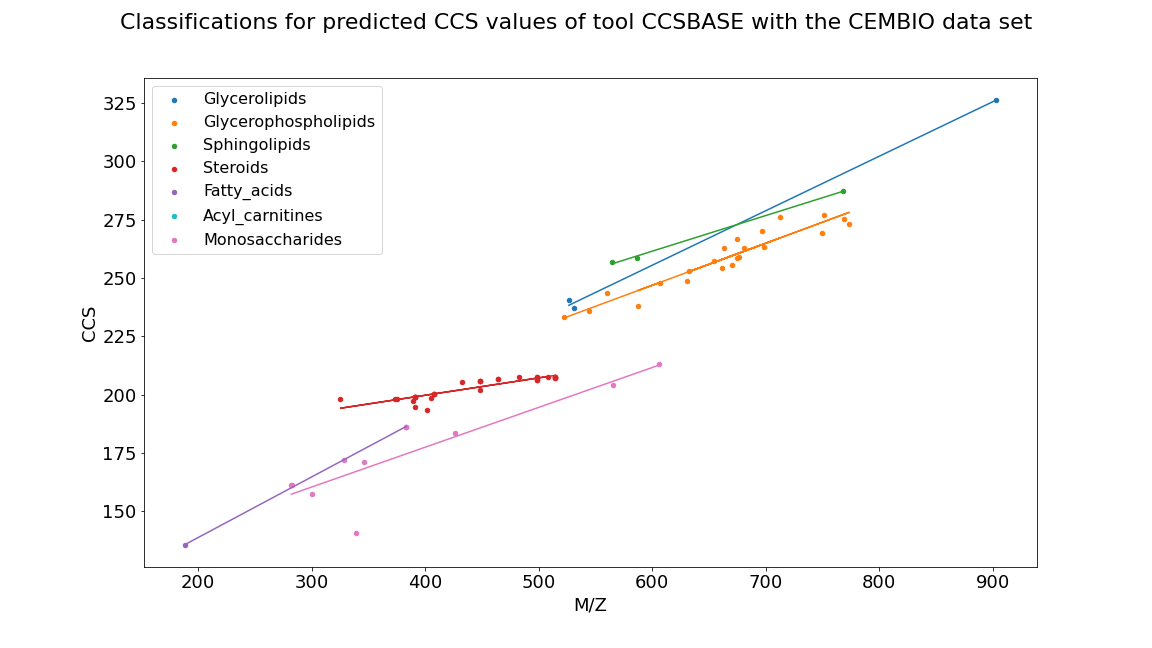 Classifications for predicted CCS values of tool CCSBASE with the CEMBIO data set
Glycerolipids
Glycerophospholipids
Sphingolipids
Steroids
Fatty_acids
Acyl_carnitines
Monosaccharides
325
300
275
250
225
200
175
150
CCS
200 300 400 500 600 700 800 900
M/Z